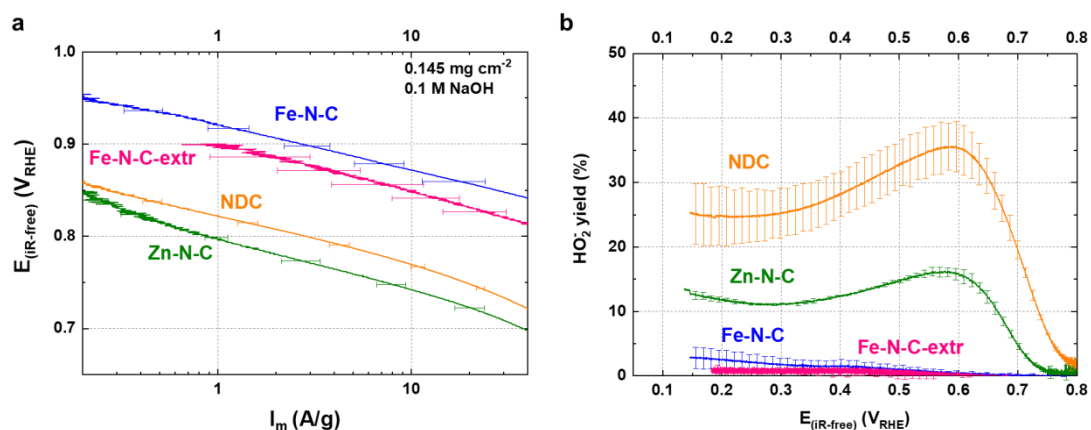 a
1
10
1.0
0.9
0.8
0.7
E(iR-free) (VRHE)
0.145 mg cm-2
0.1 M NaOH
Fe-N-C
Fe-N-C-extr
NDC
Zn-N-C
1
10
Im (A/g)
b
0.1 0.2 0.3 0.4 0.5 0.6 0.7 0.8
50
40
30
20
10
0
HO2- yield (%)
NDC
Zn-N-C
Fe-N-C
Fe-N-C-extr
0.1 0.2 0.3 0.4 0.5 0.6 0.7 0.8
E(iR-free) (VRHE)